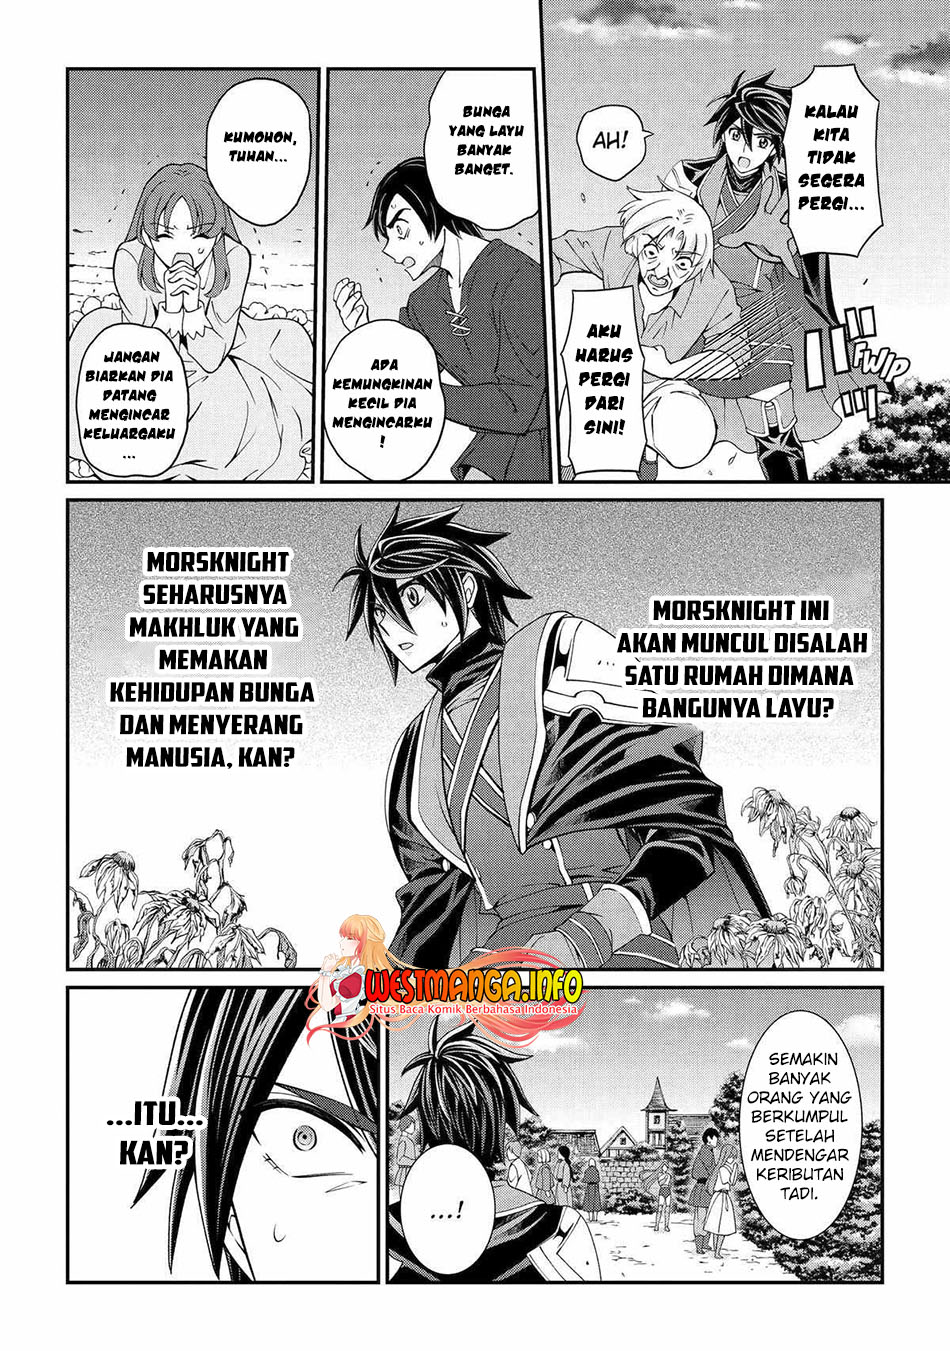 KALAU
KITA
TIDAK
SEGERA
PERGI...
AH!
AKU
HARUS
PERGI
DARI
SINI!
FWIP
BUNGA
YANG LAYU
BANYAK
BANGET.
ADA
KEMUNGKINAN
KECIL DIA
MENGINCARKU
!
KUMOHON,
TUHAN...
JANGAN
BIARKAN DIA
DATANG
MENGINCAR
KELUARGAKU
...
MORSKNIGHT INI
AKAN MUNCUL DISALAH
SATU RUMAH DIMANA
BANGUNYA LAYU?
MORSKNIGHT
SEHARUSNYA
MAKHLUK YANG
MEMAKAN
KEHIDUPAN BUNGA
DAN MENYERANG
MANUSIA, KAN?
WESTMANGA.INFO
Situs Baca Komik Berbahasa Indonesia
SEMAKIN
BANYAK
ORANG YANG
BERKUMPUL
SETELAH
MENDENGAR
KERIBUTAN
TADI.
...!
...ITU...
KAN?